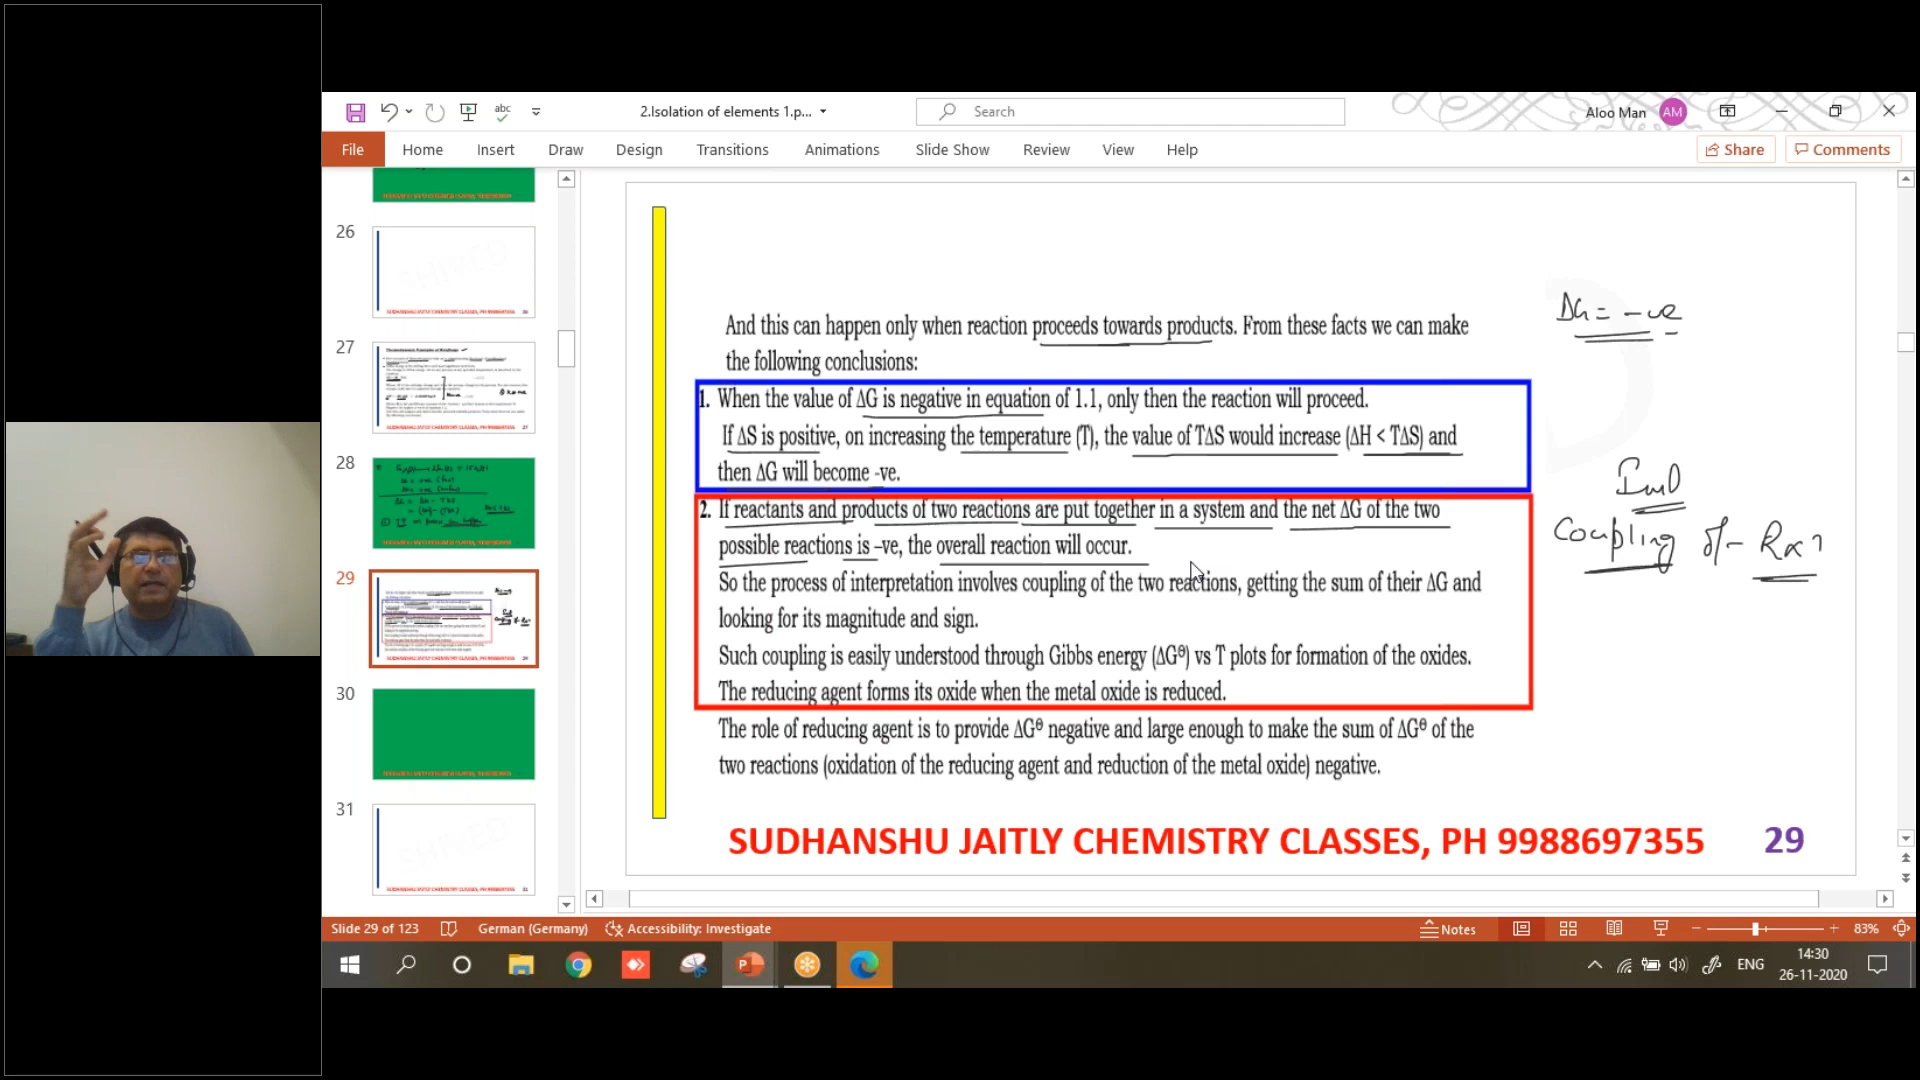 2.Isolation of elements 1.p...
Search
Aloo Man AM
File Home Insert Draw Design Transitions Animations Slide Show Review View Help Share Comments
abc
26
27
28
29
30
31
And this can happen only when reaction proceeds towards products. From these facts we can make
the following conclusions:
1. When the value of ΔG is negative in equation of 1.1, only then the reaction will proceed.
If ΔS is positive, on increasing the temperature (T), the value of TΔS would increase (ΔH < TΔS) and
then ΔG will become -ve.
2. If reactants and products of two reactions are put together in a system and the net ΔG of the two
possible reactions is –ve, the overall reaction will occur.
So the process of interpretation involves coupling of the two reactions, getting the sum of their ΔG and
looking for its magnitude and sign.
Such coupling is easily understood through Gibbs energy (ΔG⊖) vs T plots for formation of the oxides.
The reducing agent forms its oxide when the metal oxide is reduced.
The role of reducing agent is to provide ΔG⊖ negative and large enough to make the sum of ΔG⊖ of the
two reactions (oxidation of the reducing agent and reduction of the metal oxide) negative.
ΔG = -ve
Coupling of Rxn
SUDHANSHU JAITLY CHEMISTRY CLASSES, PH 9988697355 29
Slide 29 of 123 German (Germany) Accessibility: Investigate Notes 83%
ENG
14:30
26-11-2020